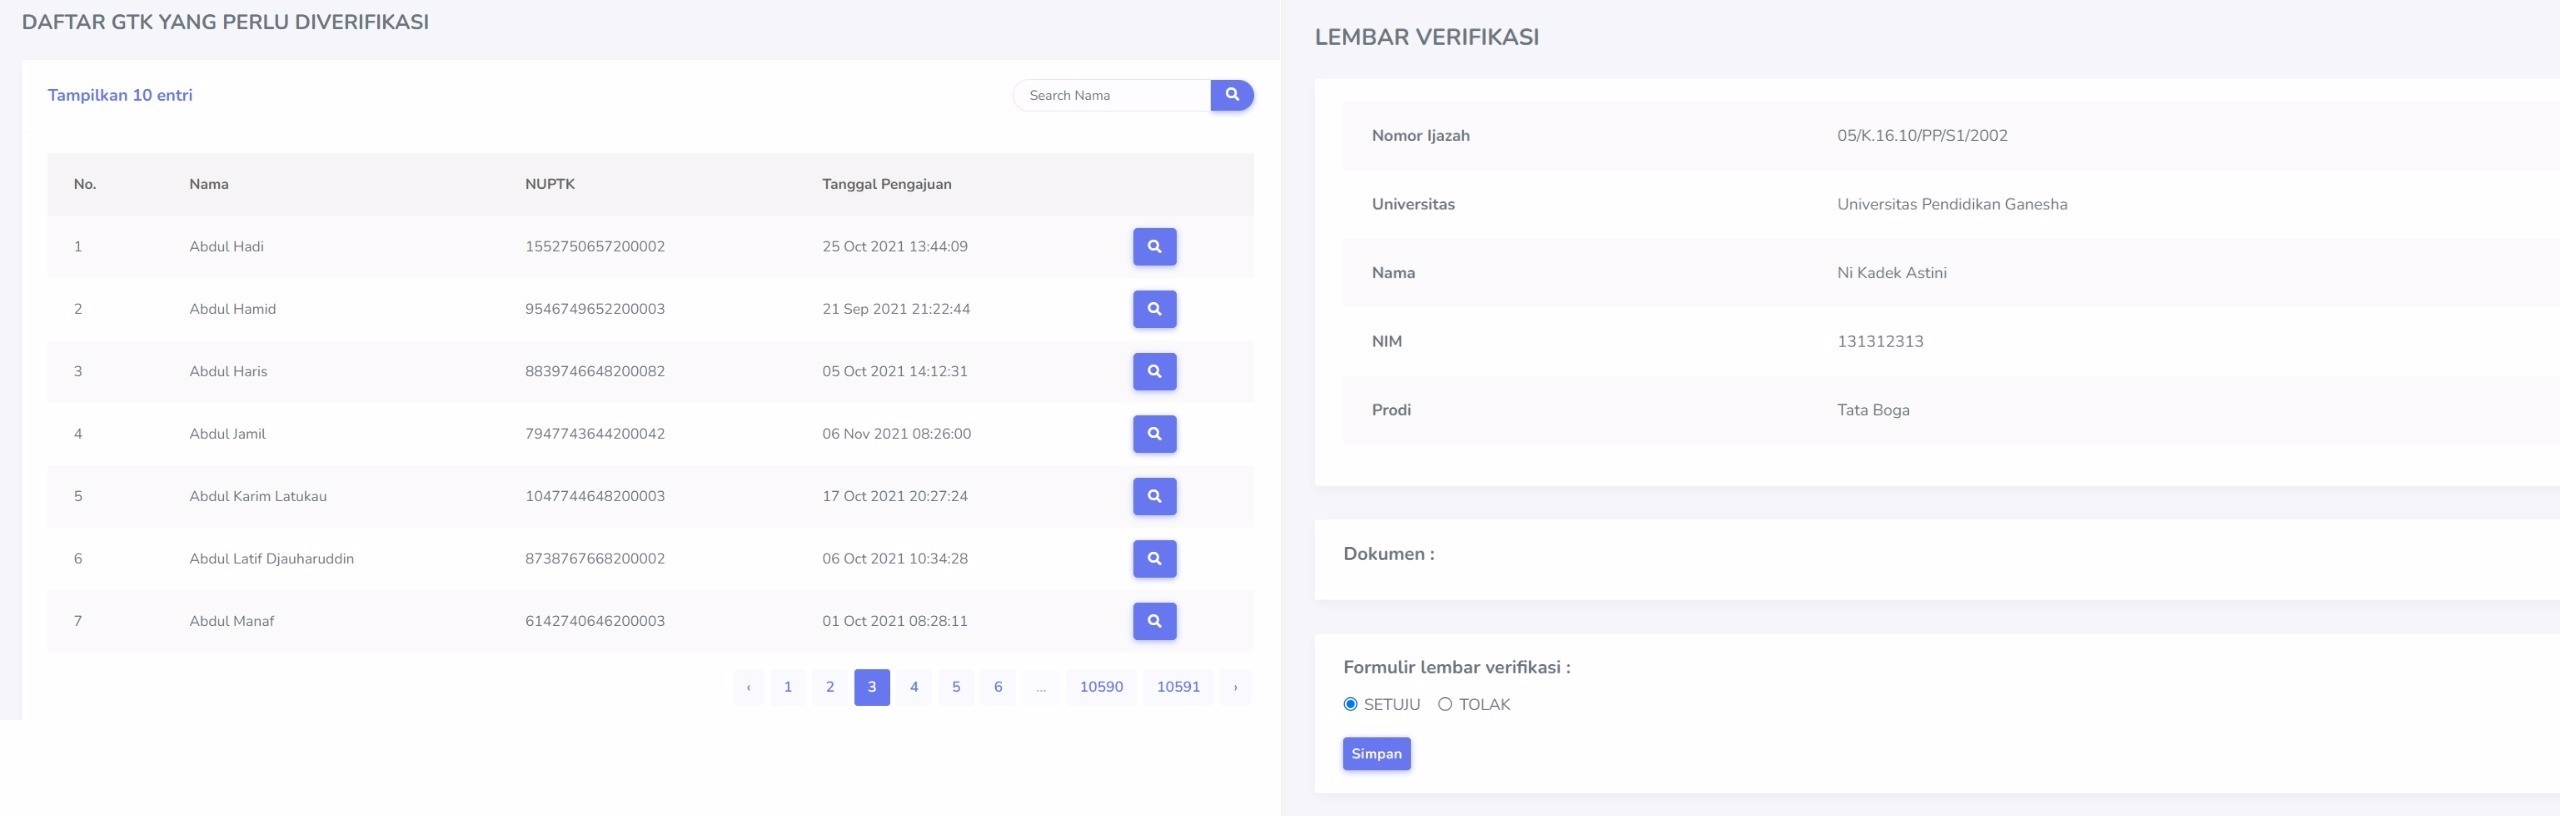 DAFTAR GTK YANG PERLU DIVERIFIKASI
Tampilkan 10 entri
Search Nama
No. Nama NUPTK Tanggal Pengajuan
1 Abdul Hadi 1552750657200002 25 Oct 2021 13:44:09
2 Abdul Hamid 9546749652200003 21 Sep 2021 21:22:44
3 Abdul Haris 8839746648200082 05 Oct 2021 14:12:31
4 Abdul Jamil 7947743644200042 06 Nov 2021 08:26:00
5 Abdul Karim Latukau 1047744648200003 17 Oct 2021 20:27:24
6 Abdul Latif Djauharuddin 8738767668200002 06 Oct 2021 10:34:28
7 Abdul Manaf 6142740646200003 01 Oct 2021 08:28:11
‹ 1 2 3 4 5 6 ... 10590 10591 ›
LEMBAR VERIFIKASI
Nomor Ijazah 05/K.16.10/PP/S1/2002
Universitas Universitas Pendidikan Ganesha
Nama Ni Kadek Astini
NIM 131312313
Prodi Tata Boga
Dokumen :
Formulir lembar verifikasi :
SETUJU TOLAK
Simpan